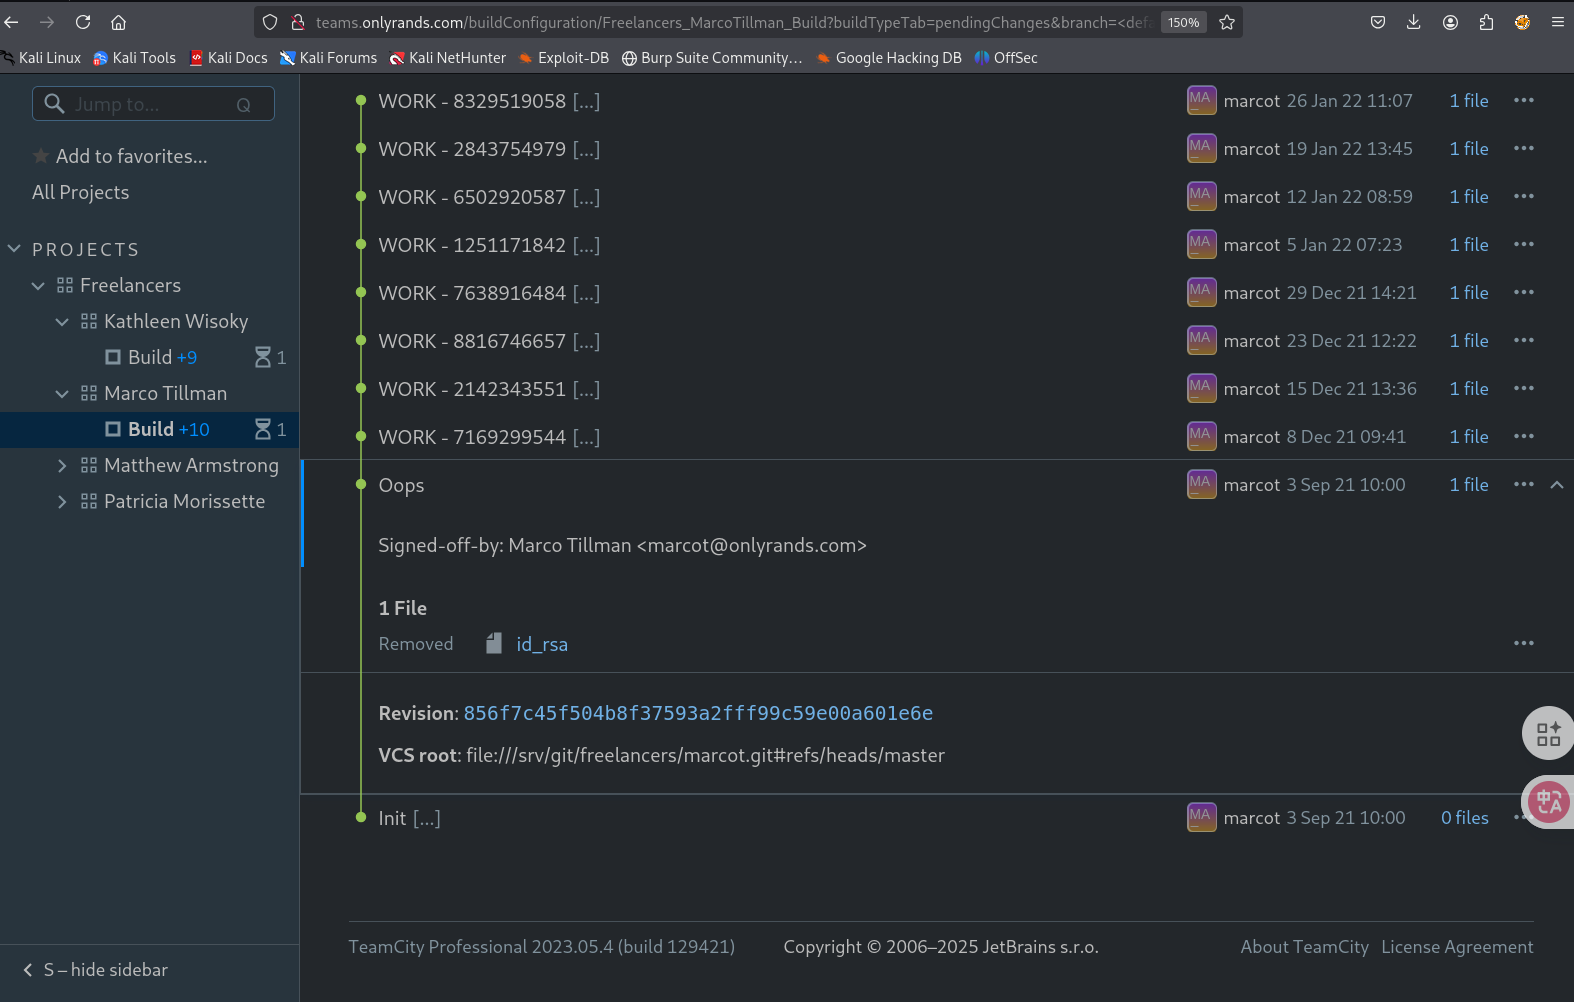 teams.onlyrands.com/buildConfiguration/Freelancers_MarcoTillman_Build?buildTypeTab=pendingChanges&branch=<def
150%
Kali Linux
Kali Tools
Kali Docs
Kali Forums
Kali NetHunter
Exploit-DB
Burp Suite Community...
Google Hacking DB
OffSec
Jump to... Q
Add to favorites...
All Projects
PROJECTS
Freelancers
Kathleen Wisoky
Build +9 1
Marco Tillman
Build +10 1
Matthew Armstrong
Patricia Morissette
S – hide sidebar
WORK - 8329519058 [...] MA marcot 26 Jan 22 11:07 1 file
WORK - 2843754979 [...] MA marcot 19 Jan 22 13:45 1 file
WORK - 6502920587 [...] MA marcot 12 Jan 22 08:59 1 file
WORK - 1251171842 [...] MA marcot 5 Jan 22 07:23 1 file
WORK - 7638916484 [...] MA marcot 29 Dec 21 14:21 1 file
WORK - 8816746657 [...] MA marcot 23 Dec 21 12:22 1 file
WORK - 2142343551 [...] MA marcot 15 Dec 21 13:36 1 file
WORK - 7169299544 [...] MA marcot 8 Dec 21 09:41 1 file
Oops MA marcot 3 Sep 21 10:00 1 file
Signed-off-by: Marco Tillman <marcot@onlyrands.com>
1 File
Removed id_rsa
Revision: 856f7c45f504b8f37593a2fff99c59e00a601e6e
VCS root: file:///srv/git/freelancers/marcot.git#refs/heads/master
Init [...] MA marcot 3 Sep 21 10:00 0 files
中A
TeamCity Professional 2023.05.4 (build 129421) Copyright © 2006–2025 JetBrains s.r.o. About TeamCity License Agreement